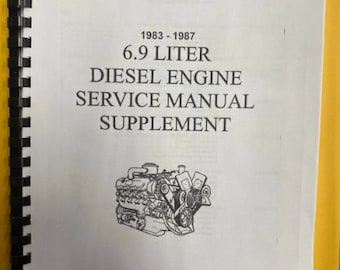 1983 - 1987
6.9 LITER
DIESEL ENGINE
SERVICE MANUAL
SUPPLEMENT